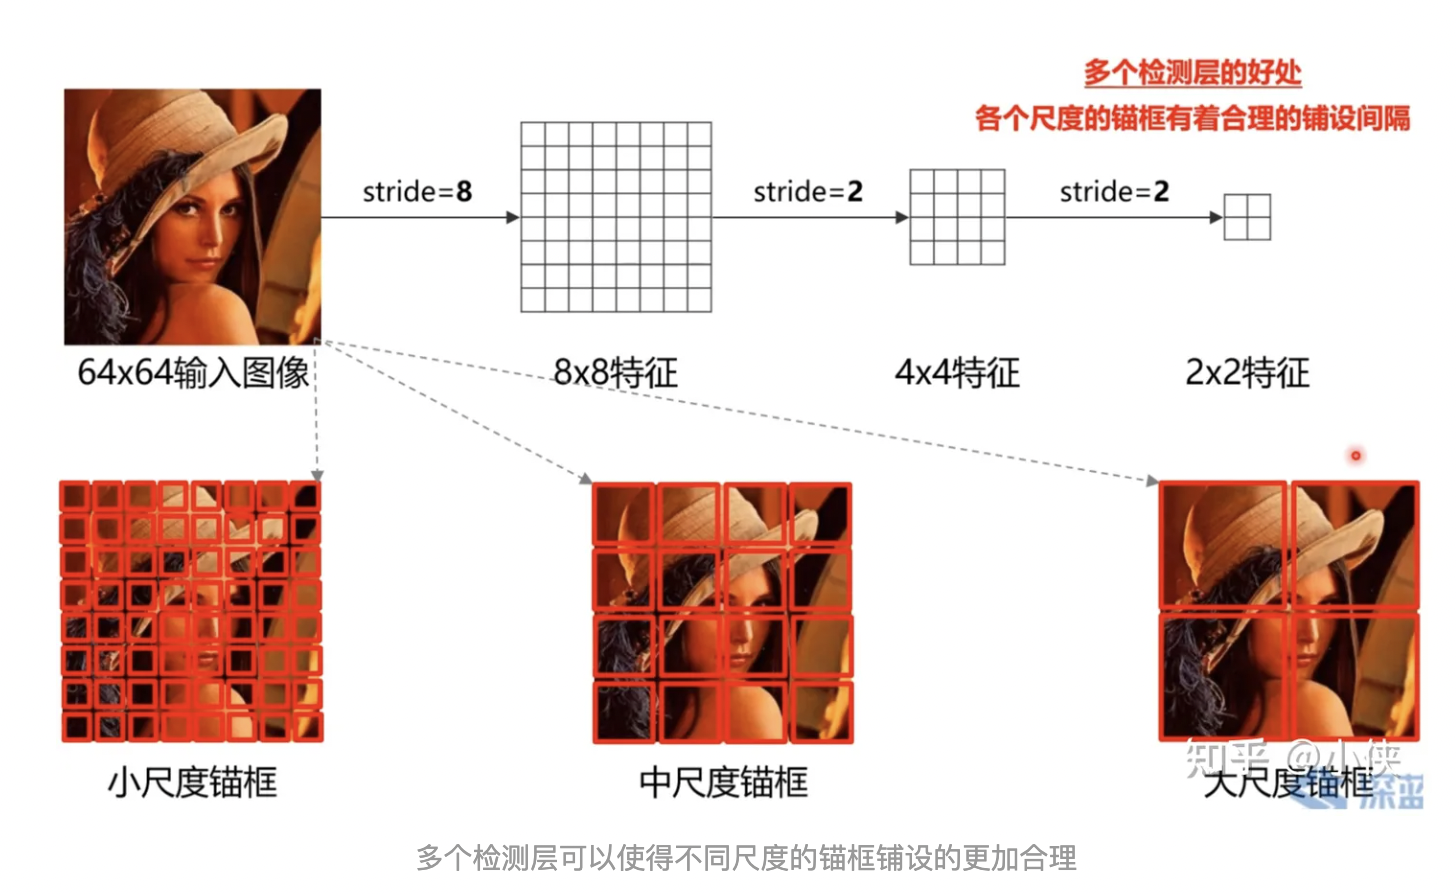 多个检测层的好处
各个尺度的锚框有着合理的铺设间隔
stride=8
stride=2
stride=2
64x64输入图像
8x8特征
4x4特征
2x2特征
小尺度锚框
中尺度锚框
大尺度锚框
知乎 @小侠
深蓝
多个检测层可以使得不同尺度的锚框铺设的更加合理